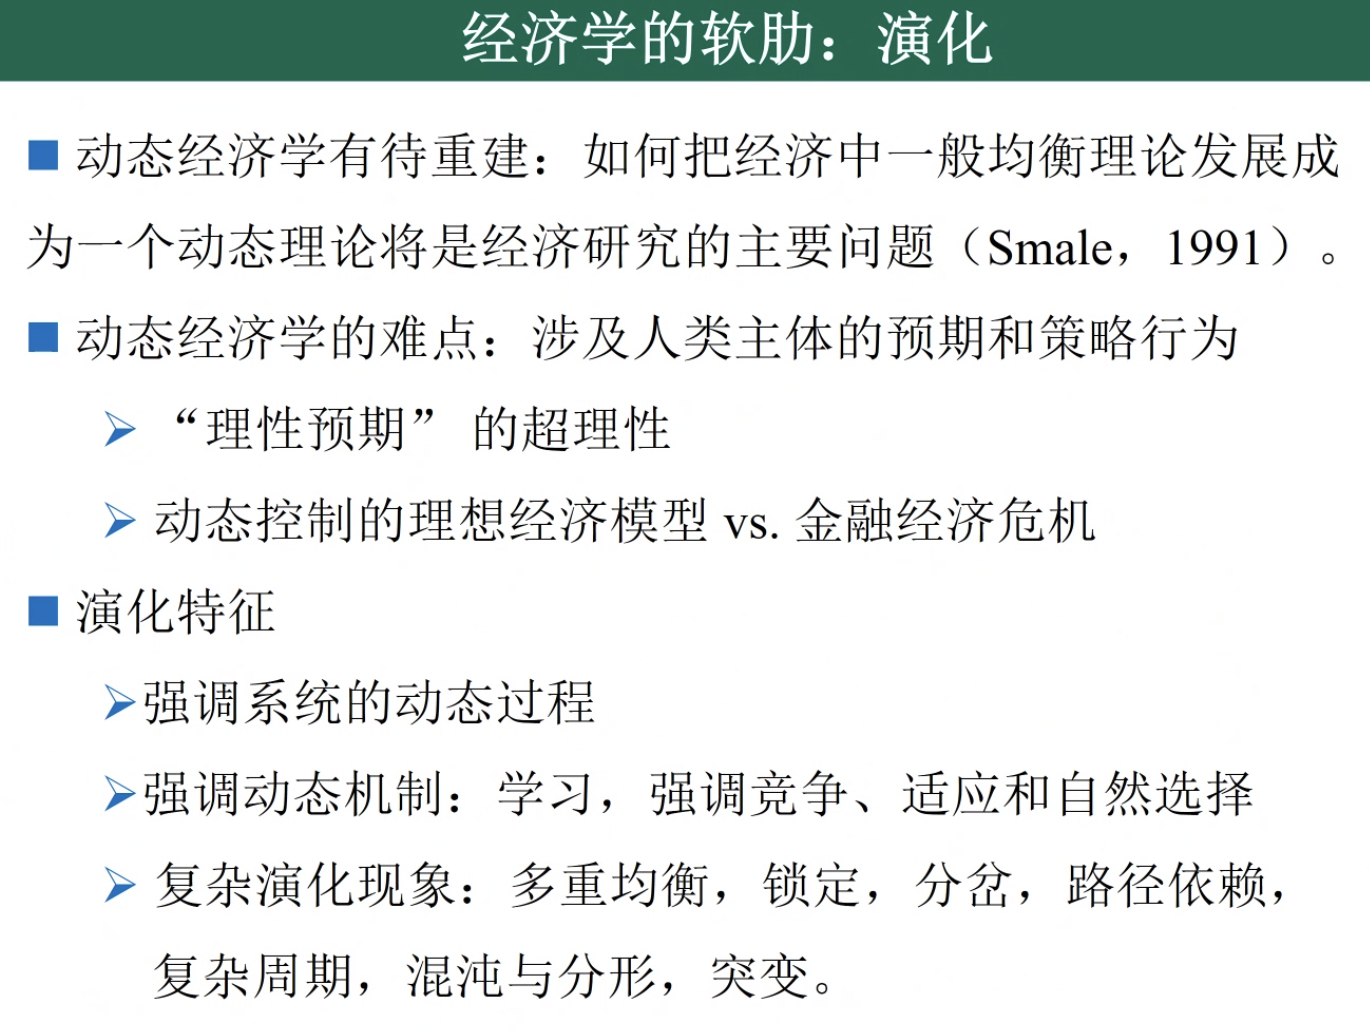 经济学的软肋：演化
动态经济学有待重建：如何把经济中一般均衡理论发展成
为一个动态理论将是经济研究的主要问题（Smale，1991）。
动态经济学的难点：涉及人类主体的预期和策略行为
“理性预期” 的超理性
动态控制的理想经济模型 vs. 金融经济危机
演化特征
强调系统的动态过程
强调动态机制：学习，强调竞争、适应和自然选择
复杂演化现象：多重均衡，锁定，分岔，路径依赖，
复杂周期，混沌与分形，突变。